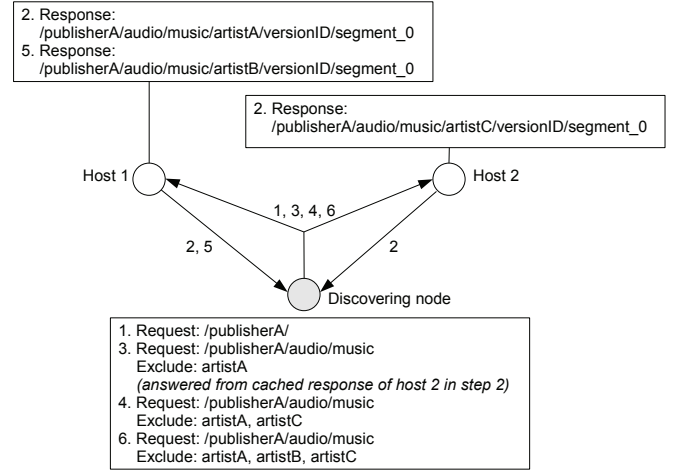 2. Response:
/publisherA/audio/music/artistA/versionID/segment_0
5. Response:
/publisherA/audio/music/artistB/versionID/segment_0
2. Response:
/publisherA/audio/music/artistC/versionID/segment_0
Host 1
Host 2
1, 3, 4, 6
2, 5
2
Discovering node
1. Request: /publisherA/
3. Request: /publisherA/audio/music
Exclude: artistA
(answered from cached response of host 2 in step 2)
4. Request: /publisherA/audio/music
Exclude: artistA, artistC
6. Request: /publisherA/audio/music
Exclude: artistA, artistB, artistC